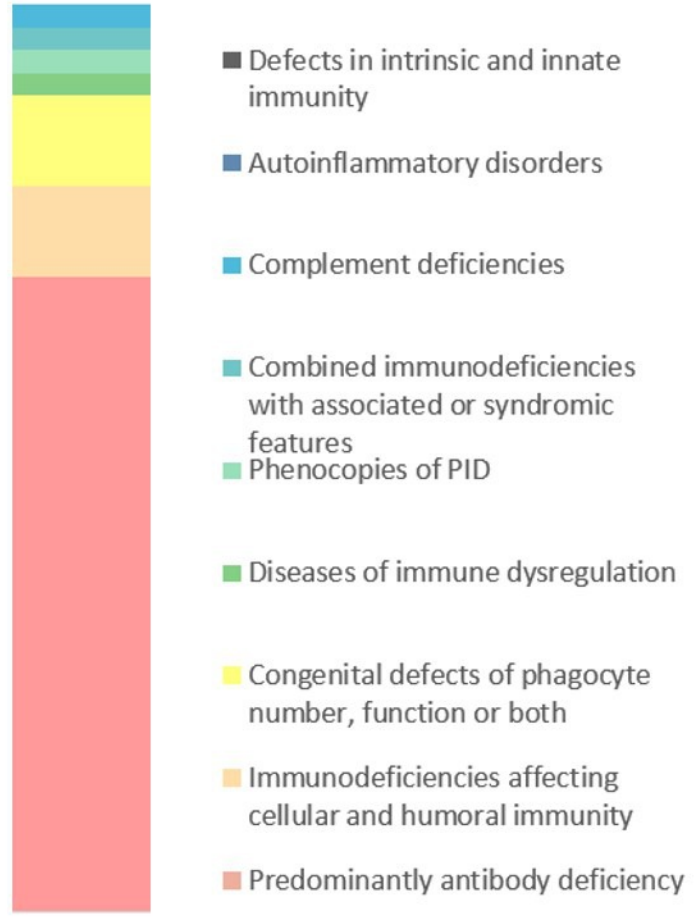 Defects in intrinsic and innate
immunity
Autoinflammatory disorders
Complement deficiencies
Combined immunodeficiencies
with associated or syndromic
features
Phenocopies of PID
Diseases of immune dysregulation
Congenital defects of phagocyte
number, function or both
Immunodeficiencies affecting
cellular and humoral immunity
Predominantly antibody deficiency